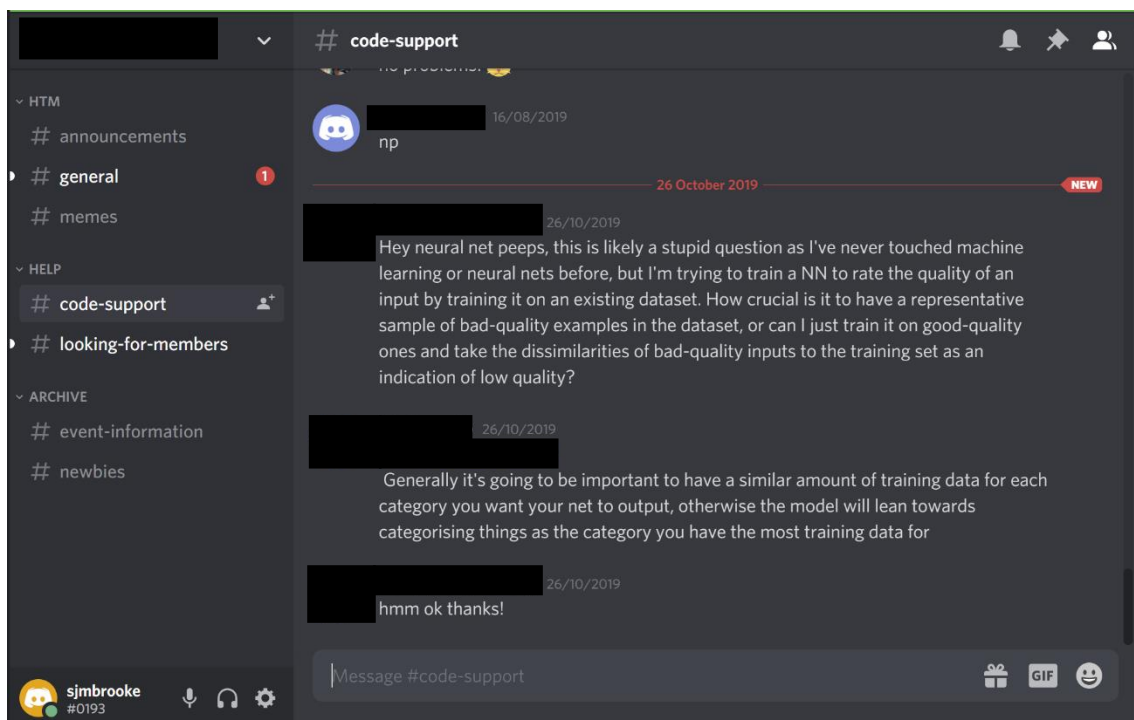 # code-support
no problems!
HTM
# announcements
# general
1
# memes
HELP
# code-support
# looking-for-members
ARCHIVE
# event-information
# newbies
16/08/2019
np
26 October 2019
NEW
26/10/2019
Hey neural net peeps, this is likely a stupid question as I've never touched machine
learning or neural nets before, but I'm trying to train a NN to rate the quality of an
input by training it on an existing dataset. How crucial is it to have a representative
sample of bad-quality examples in the dataset, or can I just train it on good-quality
ones and take the dissimilarities of bad-quality inputs to the training set as an
indication of low quality?
26/10/2019
Generally it's going to be important to have a similar amount of training data for each
category you want your net to output, otherwise the model will lean towards
categorising things as the category you have the most training data for
26/10/2019
hmm ok thanks!
Message #code-support
GIF
sjmbrooke
#0193